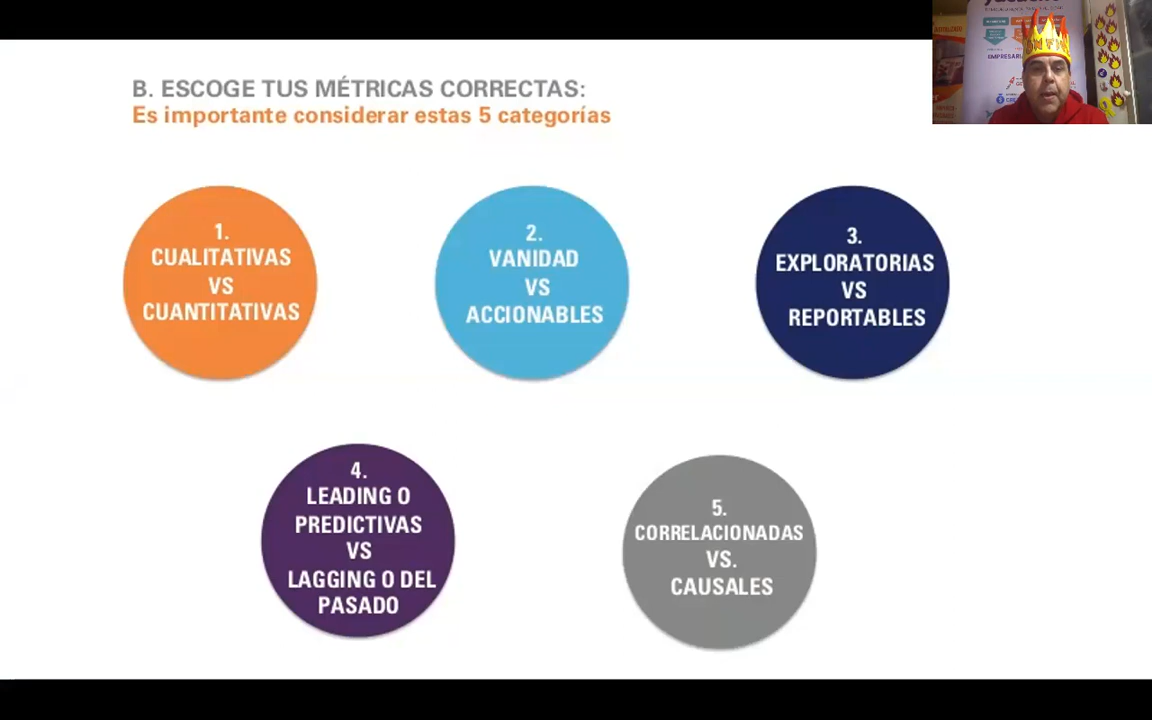 B. ESCOGE TUS MÉTRICAS CORRECTAS:
Es importante considerar estas 5 categorías
1.
CUALITATIVAS
VS
CUANTITATIVAS
2.
VANIDAD
VS
ACCIONABLES
3.
EXPLORATORIAS
VS
REPORTABLES
4.
LEADING O
PREDICTIVAS
VS
LAGGING O DEL
PASADO
5.
CORRELACIONADAS
VS.
CAUSALES